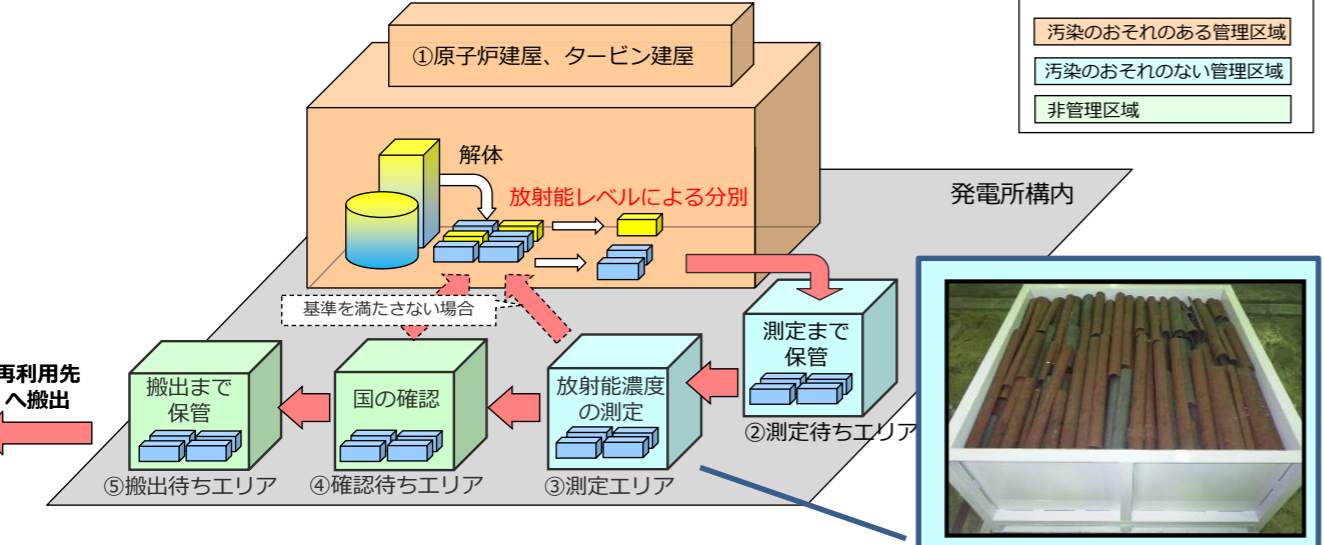 ①原子炉建屋、タービン建屋
汚染のおそれのある管理区域
汚染のおそれのない管理区域
非管理区域
解体
放射能レベルによる分別
発電所構内
基準を満たさない場合
測定まで
保管
②測定待ちエリア
放射能濃度
の測定
③測定エリア
国の確認
④確認待ちエリア
搬出まで
保管
⑤搬出待ちエリア
再利用先
へ搬出